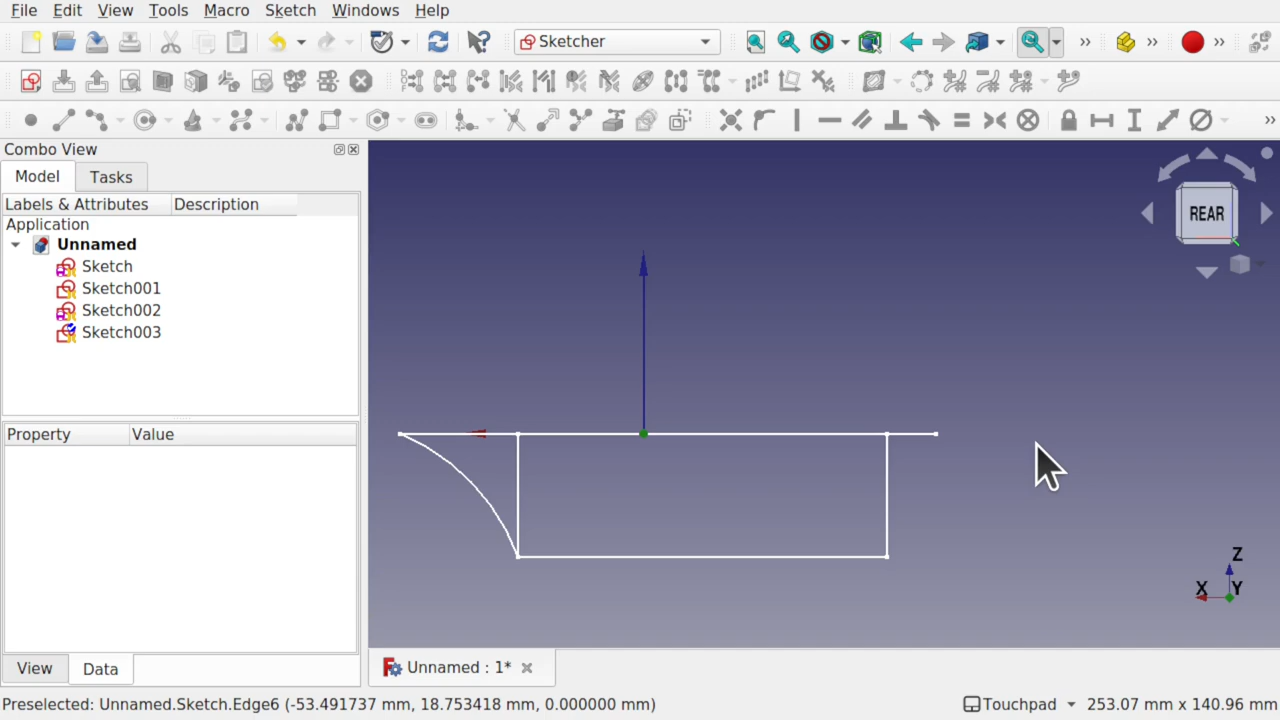 File Edit View Tools Macro Sketch Windows Help
Sketcher
Combo View
Model Tasks
Labels & Attributes Description
Application
Unnamed
Sketch
Sketch001
Sketch002
Sketch003
Property Value
View Data
REAR
Z
X Y
Unnamed : 1*
Preselected: Unnamed.Sketch.Edge6 (-53.491737 mm, 18.753418 mm, 0.000000 mm) Touchpad 253.07 mm x 140.96 mm